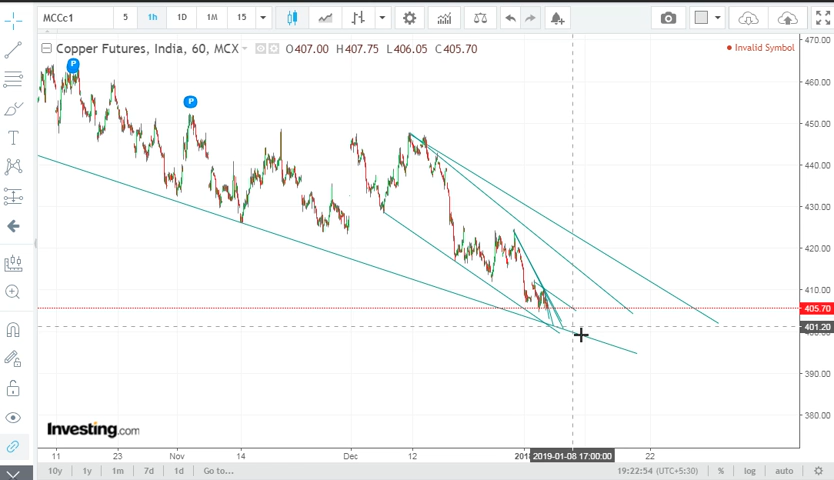 MCCc1 5 1h 1D 1M 15
Copper Futures, India, 60, MCX O407.00 H407.75 L406.05 C405.70
Invalid Symbol
P
P
470.00
460.00
450.00
440.00
430.00
420.00
410.00
405.70
401.20
390.00
380.00
Investing.com
11 23 Nov 14 Dec 12 2019-01-08 17:00:00 22
10y 1y 1m 7d 1d Go to... 19:22:54 (UTC+5:30) % log auto